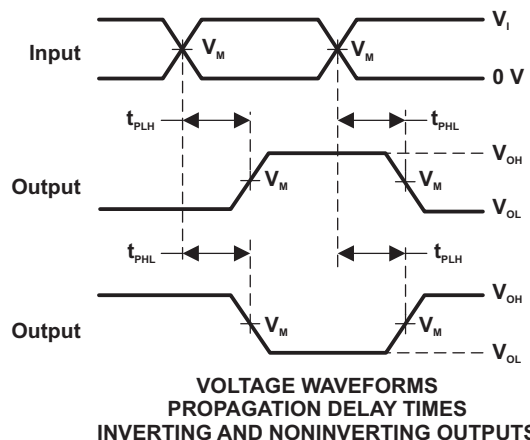 Input
V_M
V_M
V_I
0 V
t_PLH
t_PHL
Output
V_M
V_M
V_OH
V_OL
t_PHL
t_PLH
Output
V_M
V_M
V_OH
V_OL
VOLTAGE WAVEFORMS
PROPAGATION DELAY TIMES
INVERTING AND NONINVERTING OUTPUTS